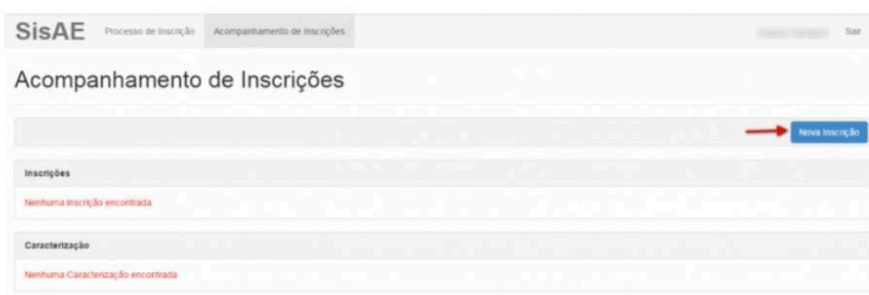 SisAE Processo de Inscrição Acompanhamento de Inscrições Sair
Acompanhamento de Inscrições
Nova Inscrição
Inscrições
Nenhuma inscrição encontrada
Caracterização
Nenhuma Caracterização encontrada